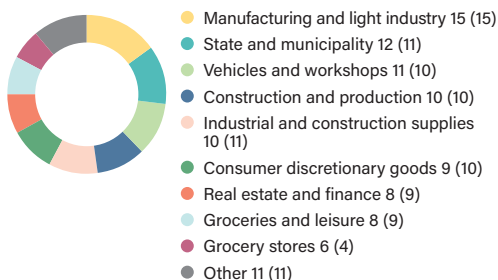 Manufacturing and light industry 15 (15)
State and municipality 12 (11)
Vehicles and workshops 11 (10)
Construction and production 10 (10)
Industrial and construction supplies
10 (11)
Consumer discretionary goods 9 (10)
Real estate and finance 8 (9)
Groceries and leisure 8 (9)
Grocery stores 6 (4)
Other 11 (11)